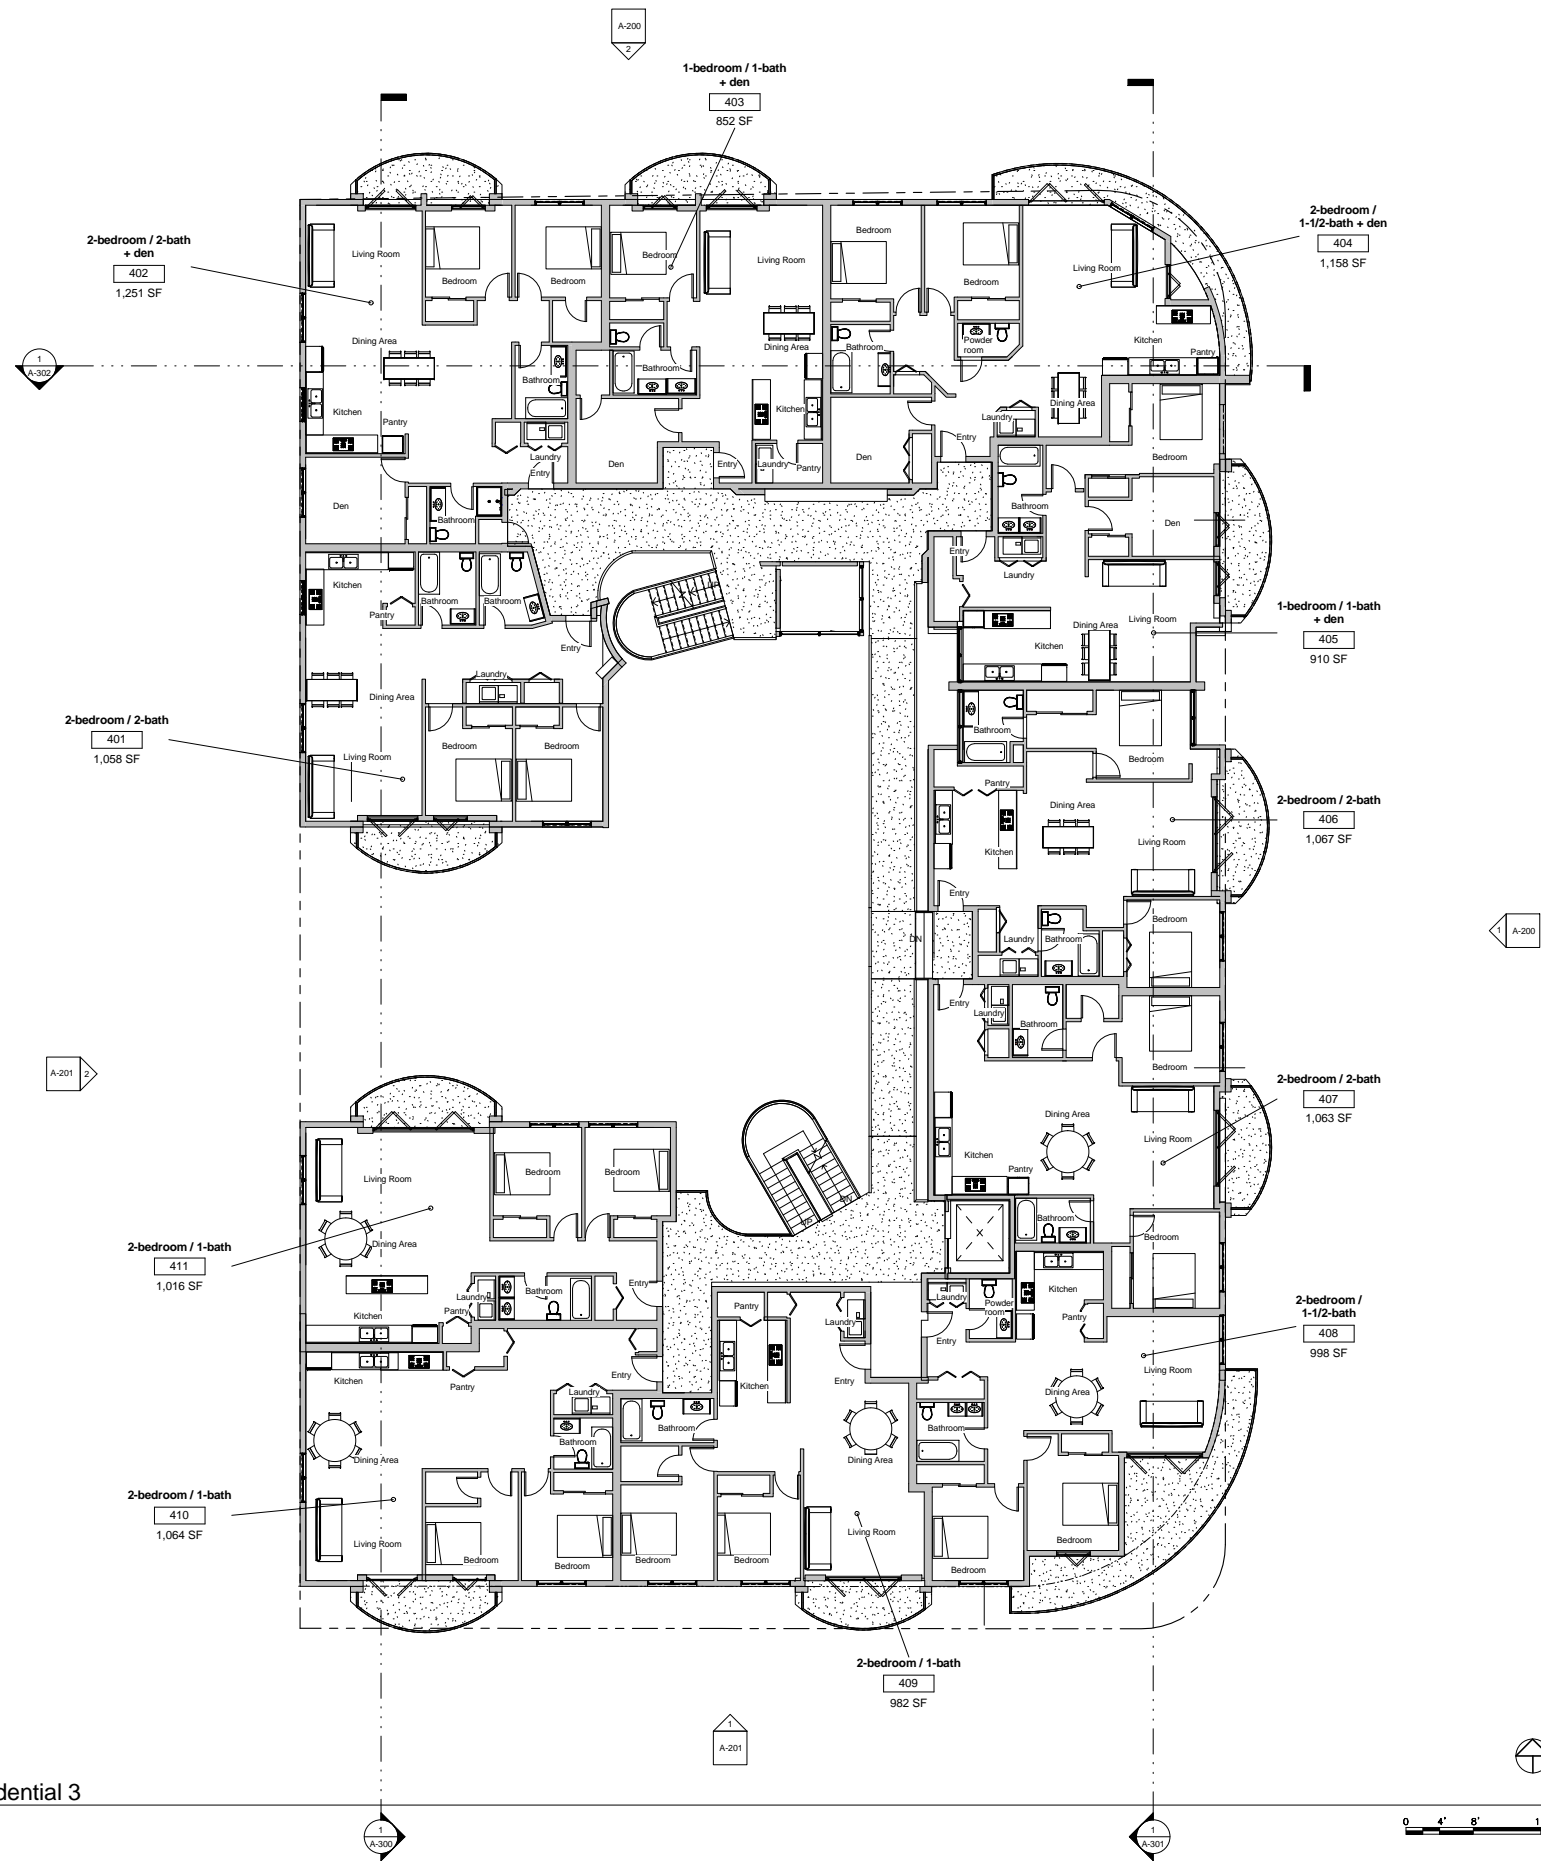 A-200
2
1-bedroom / 1-bath
+ den
403
852 SF
2-bedroom / 2-bath
+ den
402
1,251 SF
2-bedroom /
1-1/2-bath + den
404
1,158 SF
Living Room
Bedroom
Bedroom
Bedroom
Living Room
Bedroom
Bedroom
Living Room
Dining Area
Bathroom
Kitchen
Pantry
Laundry
Entry
Den
Bathroom
Bathroom
Den
Dining Area
Kitchen
Entry
Laundry
Pantry
Bathroom
Powder
room
Kitchen
Pantry
Dining Area
Laundry
Entry
Den
1
A-302
Bedroom
Bathroom
Den
Entry
Laundry
Dining Area
Living Room
Kitchen
1-bedroom / 1-bath
+ den
405
910 SF
Kitchen
Pantry
Bathroom
Bathroom
Entry
Laundry
Dining Area
Living Room
Bedroom
Bedroom
2-bedroom / 2-bath
401
1,058 SF
UP
Bathroom
Bedroom
Pantry
Dining Area
Living Room
Kitchen
Entry
Laundry
Bathroom
Bedroom
2-bedroom / 2-bath
406
1,067 SF
DN
1
A-200
Entry
Laundry
Bathroom
Bedroom
Dining Area
Living Room
Kitchen
Pantry
Bathroom
Bedroom
2-bedroom / 2-bath
407
1,063 SF
A-201
2
Living Room
Bedroom
Bedroom
Dining Area
Kitchen
Laundry
Pantry
Bathroom
Entry
2-bedroom / 1-bath
411
1,016 SF
UP
DN
Laundry
Powder
room
Entry
Kitchen
Pantry
Living Room
Dining Area
Bathroom
Bedroom
Bedroom
2-bedroom /
1-1/2-bath
408
998 SF
Kitchen
Pantry
Entry
Laundry
Bathroom
Dining Area
Living Room
Bedroom
Bedroom
2-bedroom / 1-bath
410
1,064 SF
Pantry
Laundry
Kitchen
Entry
Bathroom
Dining Area
Living Room
Bedroom
Bedroom
2-bedroom / 1-bath
409
982 SF
1
A-201
dential 3
1
A-300
1
A-301
0 4' 8' 1